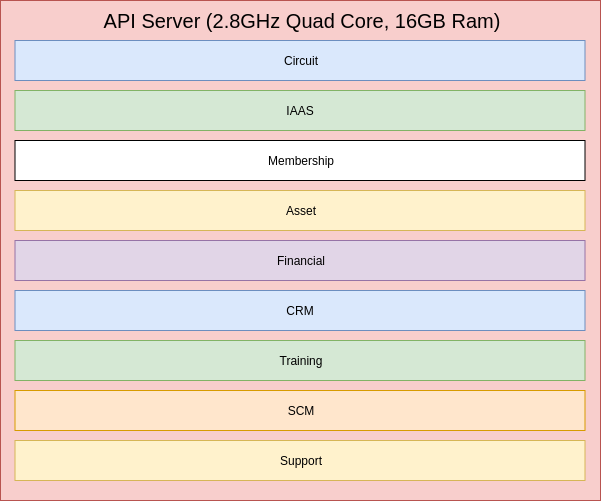 API Server (2.8GHz Quad Core, 16GB Ram)
Circuit
IAAS
Membership
Asset
Financial
CRM
Training
SCM
Support